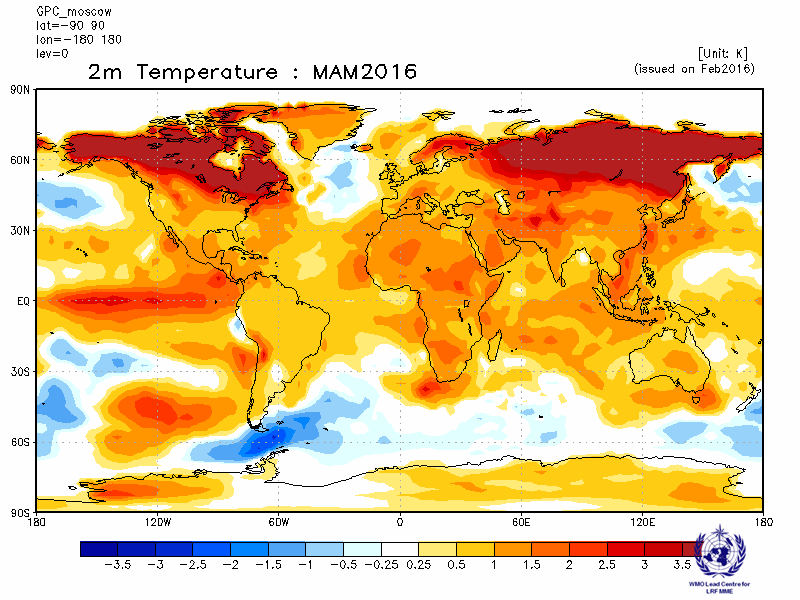 GPC_moscow
lat=-90 90
lon=-180 180
lev=0
[Unit: K]
2m Temperature : MAM2016
(issued on Feb2016)
90N
60N
30N
EQ
30S
60S
90S
180 120W 60W 0 60E 120E 180
-3.5 -3 -2.5 -2 -1.5 -1 -0.5 -0.25 0.25 0.5 1 1.5 2 2.5 3 3.5
WMO Lead Centre for
LRF MME